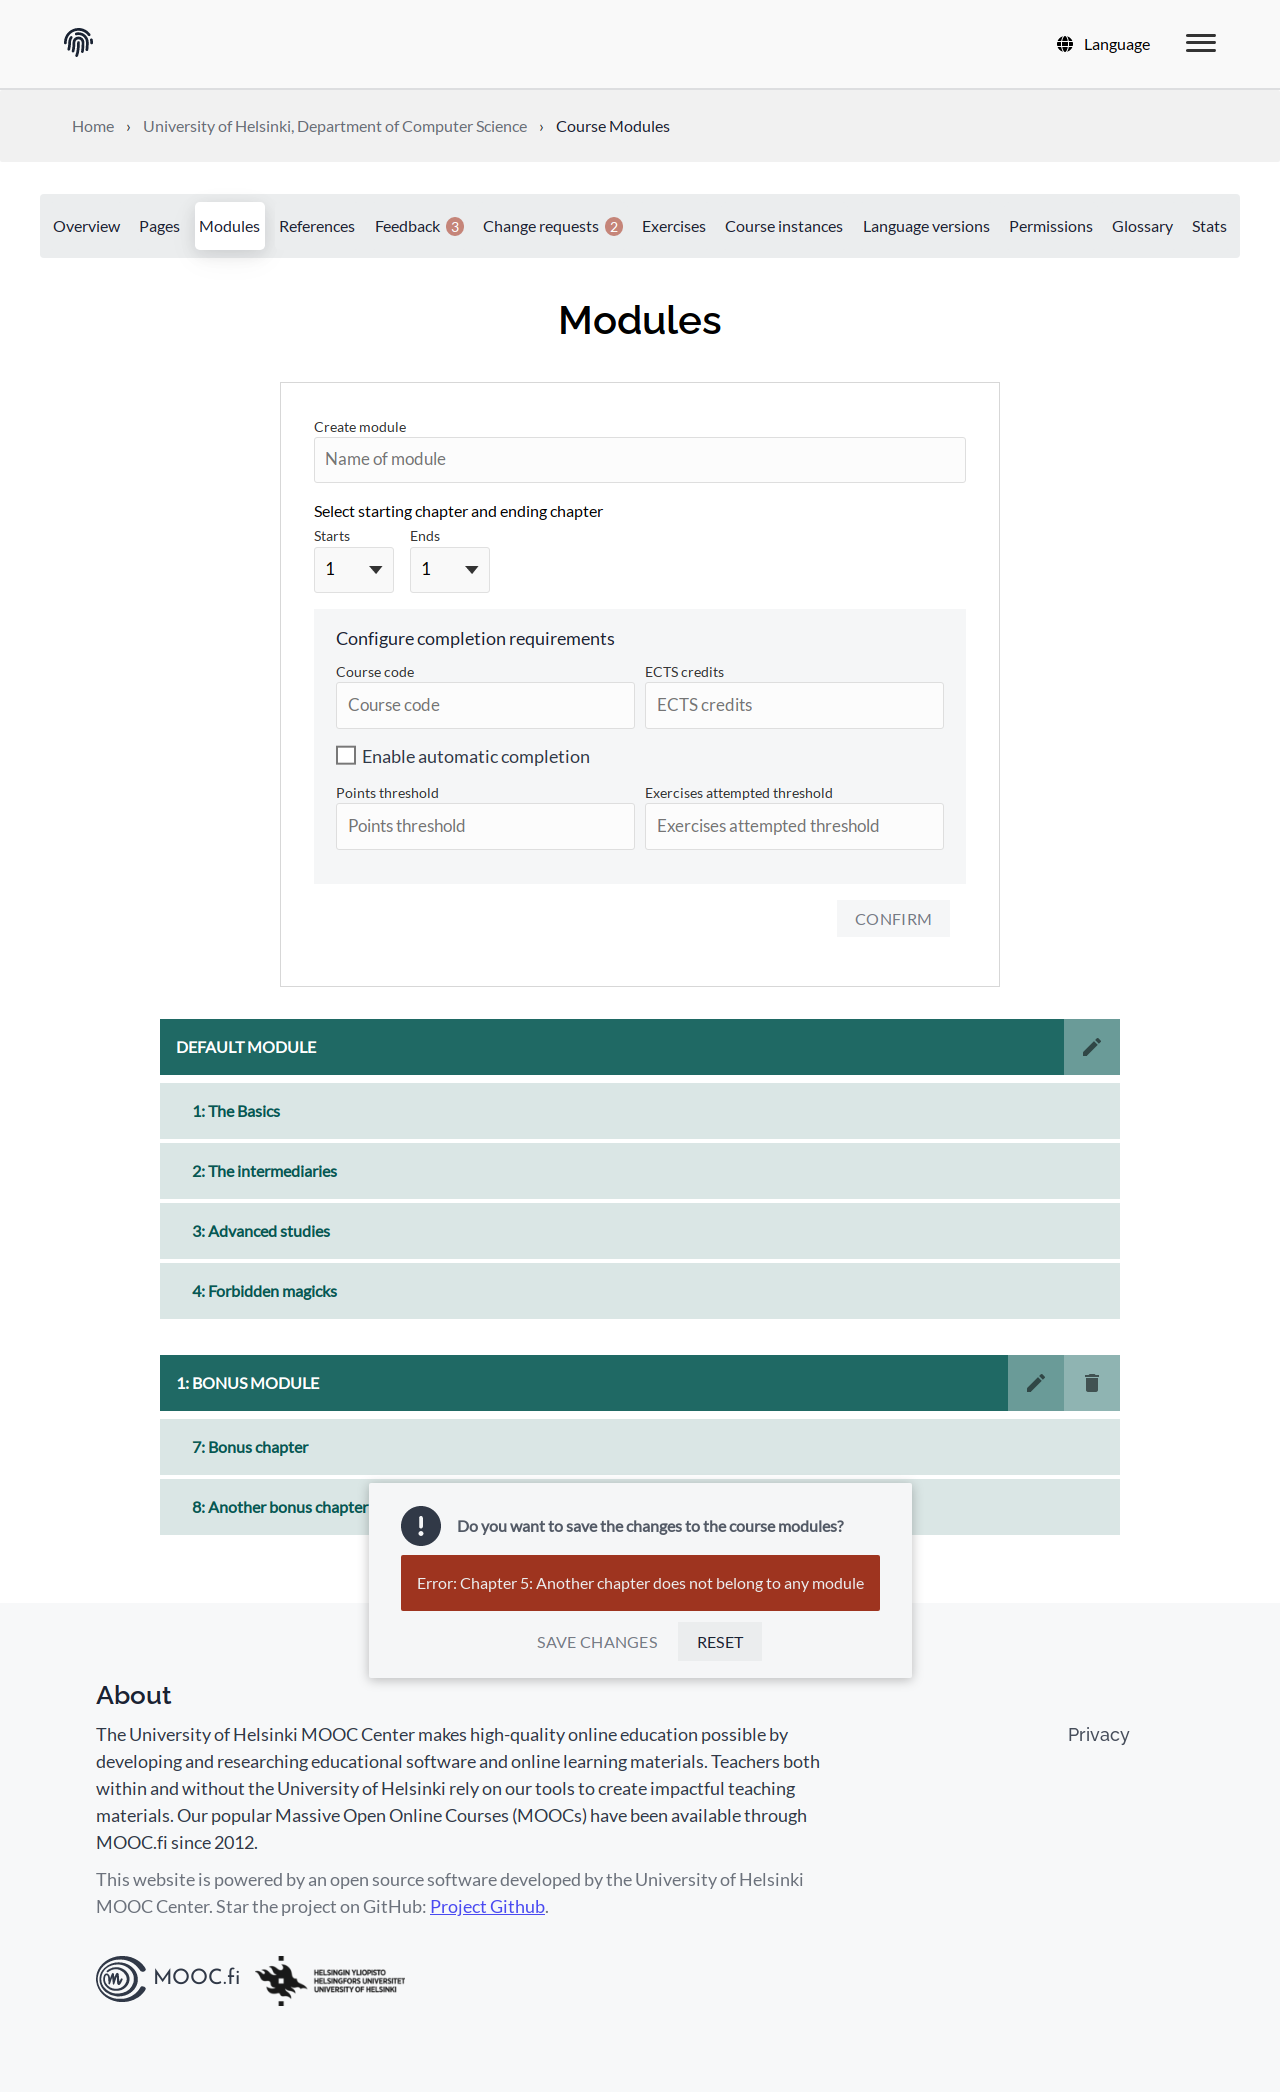 Language
Home › University of Helsinki, Department of Computer Science › Course Modules
Overview Pages Modules References Feedback 3 Change requests 2 Exercises Course instances Language versions Permissions Glossary Stats
Modules
Create module
Name of module
Select starting chapter and ending chapter
Starts Ends
1 1
Configure completion requirements
Course code ECTS credits
Course code ECTS credits
Enable automatic completion
Points threshold Exercises attempted threshold
Points threshold Exercises attempted threshold
CONFIRM
DEFAULT MODULE
1: The Basics
2: The intermediaries
3: Advanced studies
4: Forbidden magicks
1: BONUS MODULE
7: Bonus chapter
8: Another bonus chapter
Do you want to save the changes to the course modules?
Error: Chapter 5: Another chapter does not belong to any module
SAVE CHANGES RESET
About
The University of Helsinki MOOC Center makes high-quality online education possible by
developing and researching educational software and online learning materials. Teachers both
within and without the University of Helsinki rely on our tools to create impactful teaching
materials. Our popular Massive Open Online Courses (MOOCs) have been available through
MOOC.fi since 2012.
Privacy
This website is powered by an open source software developed by the University of Helsinki
MOOC Center. Star the project on GitHub: Project Github.
MOOC.fi
HELSINGIN YLIOPISTO
HELSINGFORS UNIVERSITET
UNIVERSITY OF HELSINKI